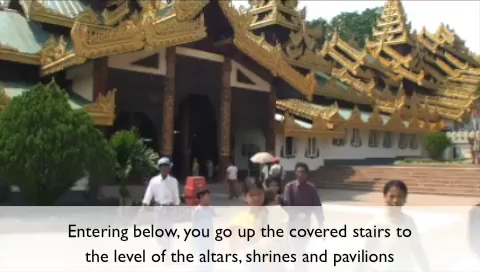 Entering below, you go up the covered stairs to
the level of the altars, shrines and pavilions